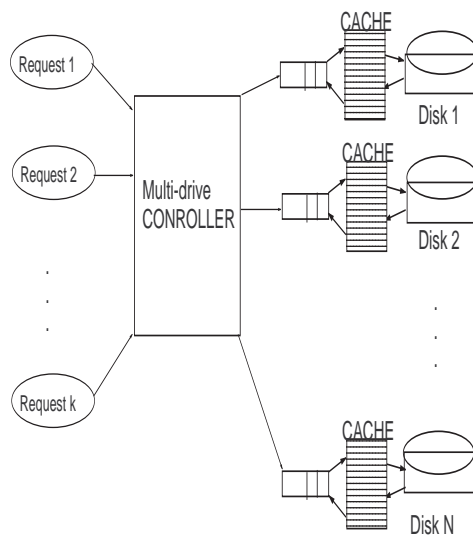 CACHE
Request 1
Disk 1
CACHE
Request 2
Multi-drive
CONROLLER
Disk 2
.
.
.
.
.
.
Request k
CACHE
Disk N